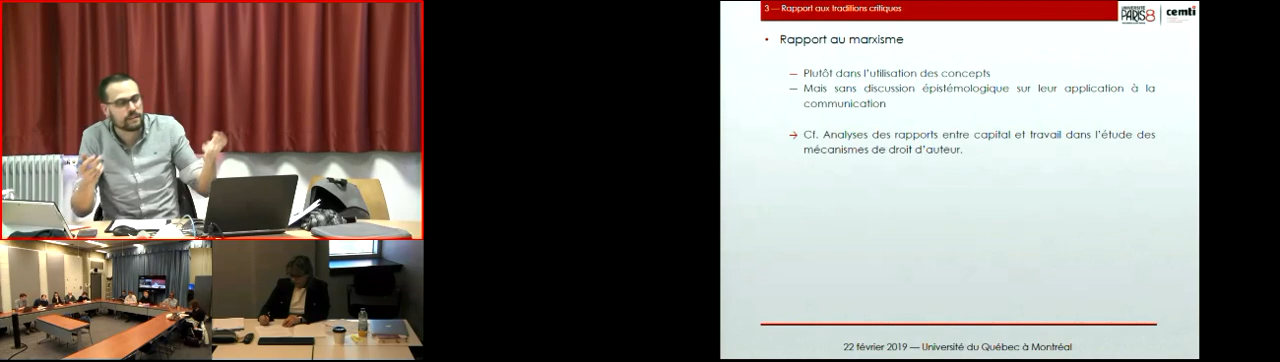 3 — Rapport aux traditions critiques
UNIVERSITÉ
PARIS8
cemti
• Rapport au marxisme
— Plutôt dans l'utilisation des concepts
— Mais sans discussion épistémologique sur leur application à la
communication
→ Cf. Analyses des rapports entre capital et travail dans l'étude des
mécanismes de droit d'auteur.
22 février 2019 — Université du Québec à Montréal